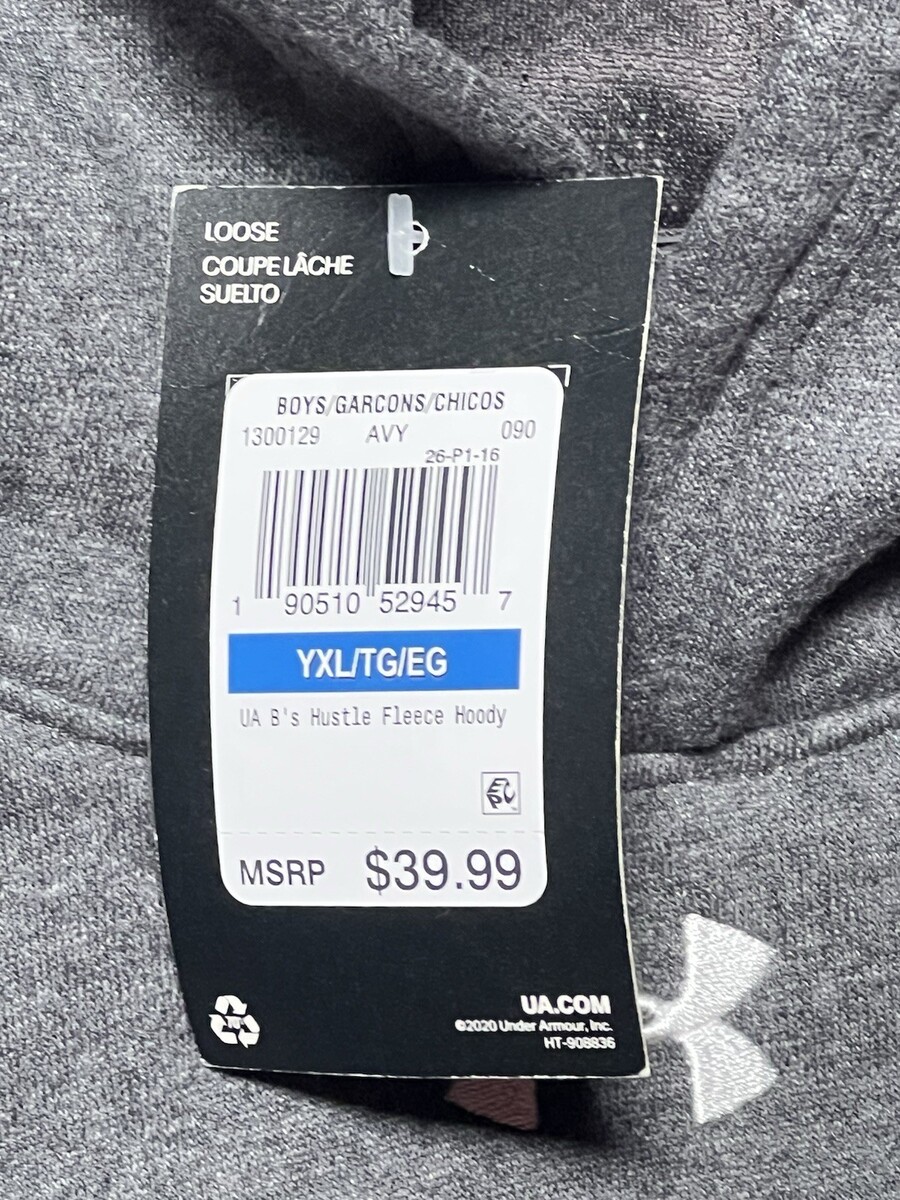 LOOSE
COUPE LÂCHE
SUELTO
BOYS/GARCONS/CHICOS
1300129 AVY 090
26-P1-16
1 90510 52945 7
YXL/TG/EG
UA B's Hustle Fleece Hoody
EPC
MSRP $39.99
UA.COM
©2020 Under Armour, Inc.
HT-908836